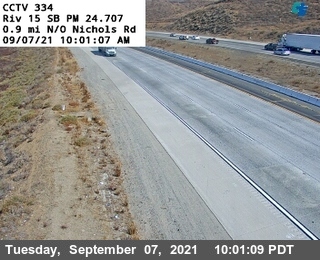 CCTV 334
Riv 15 SB PM 24.707
0.9 mi N/O Nichols Rd
09/07/21 10:01:07 AM
Tuesday, September 07, 2021 10:01:09 PDT